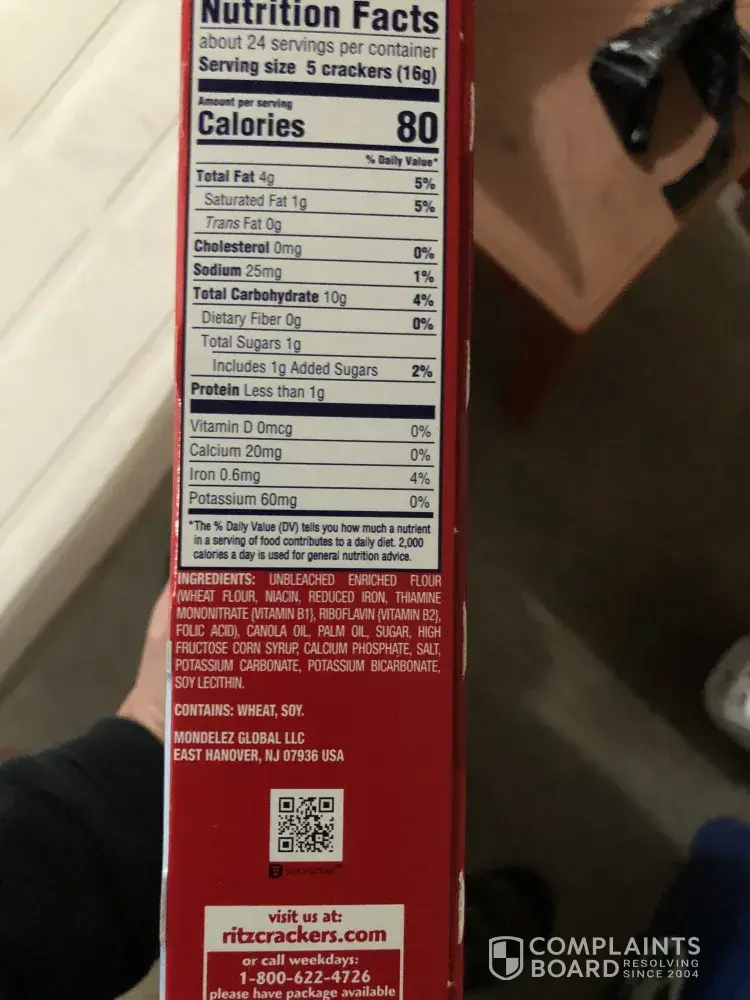 Nutrition Facts
about 24 servings per container
Serving size 5 crackers (16g)
Amount per serving
Calories 80
% Daily Value*
Total Fat 4g 5%
Saturated Fat 1g 5%
Trans Fat 0g
Cholesterol 0mg 0%
Sodium 25mg 1%
Total Carbohydrate 10g 4%
Dietary Fiber 0g 0%
Total Sugars 1g
Includes 1g Added Sugars 2%
Protein Less than 1g
Vitamin D 0mcg 0%
Calcium 20mg 0%
Iron 0.6mg 4%
Potassium 60mg 0%
*The % Daily Value (DV) tells you how much a nutrient
in a serving of food contributes to a daily diet. 2,000
calories a day is used for general nutrition advice.
INGREDIENTS: UNBLEACHED ENRICHED FLOUR
(WHEAT FLOUR, NIACIN, REDUCED IRON, THIAMINE
MONONITRATE {VITAMIN B1}, RIBOFLAVIN {VITAMIN B2},
FOLIC ACID), CANOLA OIL, PALM OIL, SUGAR, HIGH
FRUCTOSE CORN SYRUP, CALCIUM PHOSPHATE, SALT,
POTASSIUM CARBONATE, POTASSIUM BICARBONATE,
SOY LECITHIN.
CONTAINS: WHEAT, SOY.
MONDELEZ GLOBAL LLC
EAST HANOVER, NJ 07936 USA
visit us at:
ritzcrackers.com
or call weekdays:
1-800-622-4726
please have package available
COMPLAINTS
BOARD RESOLVING
SINCE 2004